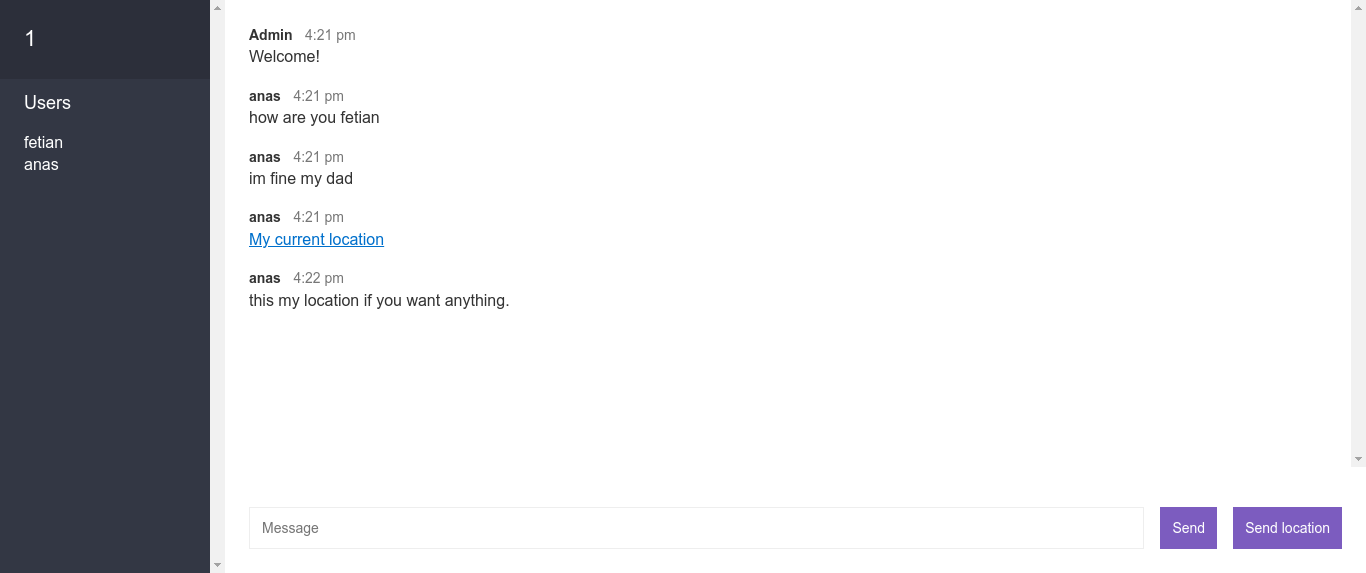 1
Users
fetian
anas
Admin 4:21 pm
Welcome!
anas 4:21 pm
how are you fetian
anas 4:21 pm
im fine my dad
anas 4:21 pm
My current location
anas 4:22 pm
this my location if you want anything.
Message
Send
Send location